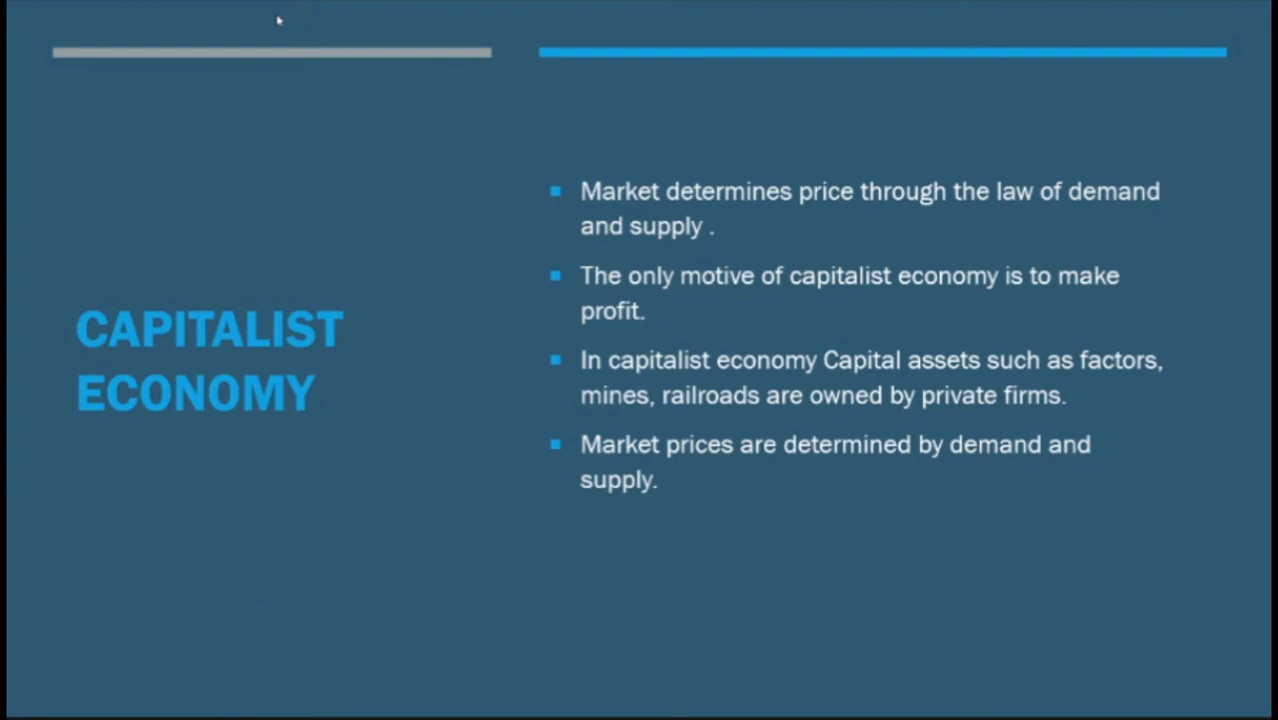 CAPITALIST
ECONOMY
Market determines price through the law of demand
and supply .
The only motive of capitalist economy is to make
profit.
In capitalist economy Capital assets such as factors,
mines, railroads are owned by private firms.
Market prices are determined by demand and
supply.